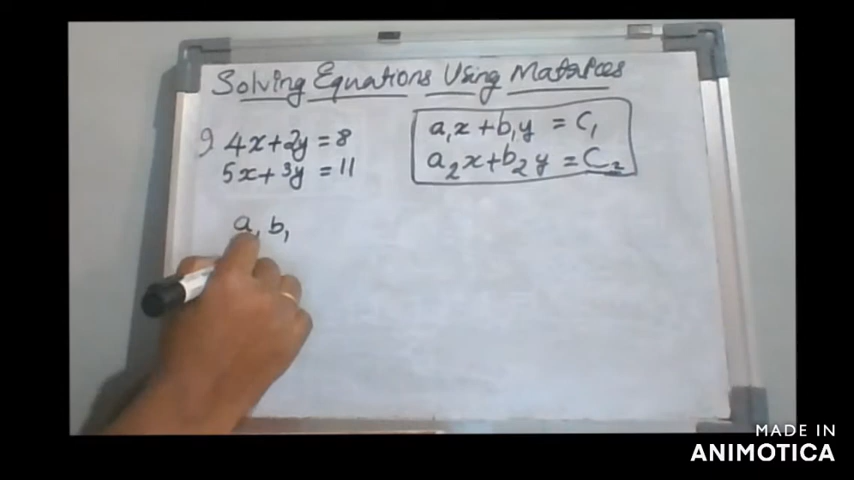 Solving Equations Using Matrices
9) 4x+2y=8
5x+3y=11
a₁x+b₁y=C₁
a₂x+b₂y=C₂
a₁ b₁
MADE IN
ANIMOTICA